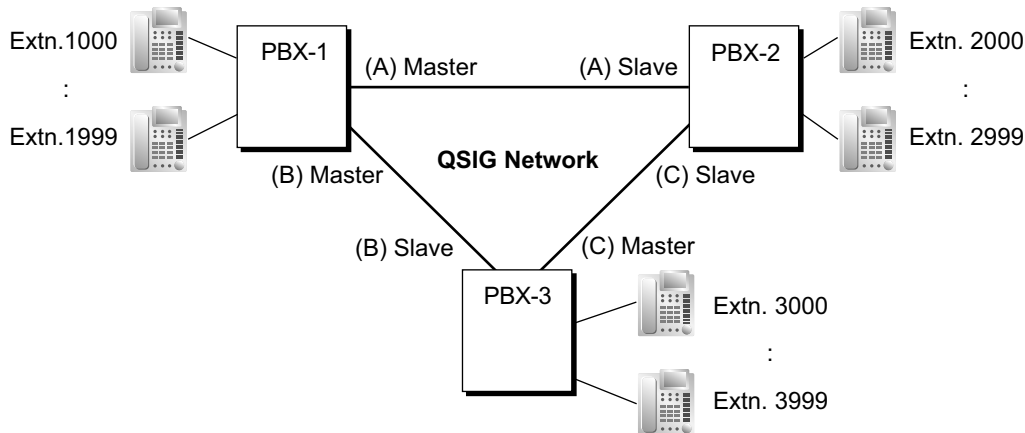 Extn.1000
:
Extn.1999
PBX-1
(A) Master
(A) Slave
PBX-2
Extn. 2000
:
Extn. 2999
QSIG Network
(B) Master
(C) Slave
(B) Slave
(C) Master
PBX-3
Extn. 3000
:
Extn. 3999